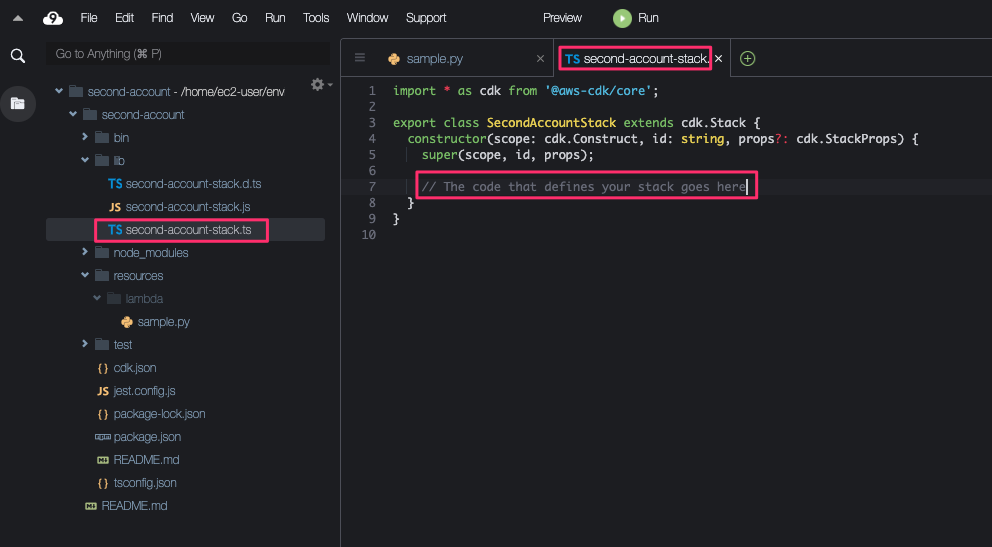 9 File Edit Find View Go Run Tools Window Support Preview Run
Go to Anything (⌘ P)
second-account - /home/ec2-user/env
second-account
bin
lib
TS second-account-stack.d.ts
JS second-account-stack.js
TS second-account-stack.ts
node_modules
resources
lambda
sample.py
test
{ } cdk.json
JS jest.config.js
{ } package-lock.json
npm package.json
M↓ README.md
{ } tsconfig.json
M↓ README.md
sample.py × TS second-account-stack. ×
1 import * as cdk from '@aws-cdk/core';
2
3 export class SecondAccountStack extends cdk.Stack {
4 constructor(scope: cdk.Construct, id: string, props?: cdk.StackProps) {
5 super(scope, id, props);
6
7 // The code that defines your stack goes here
8 }
9 }
10